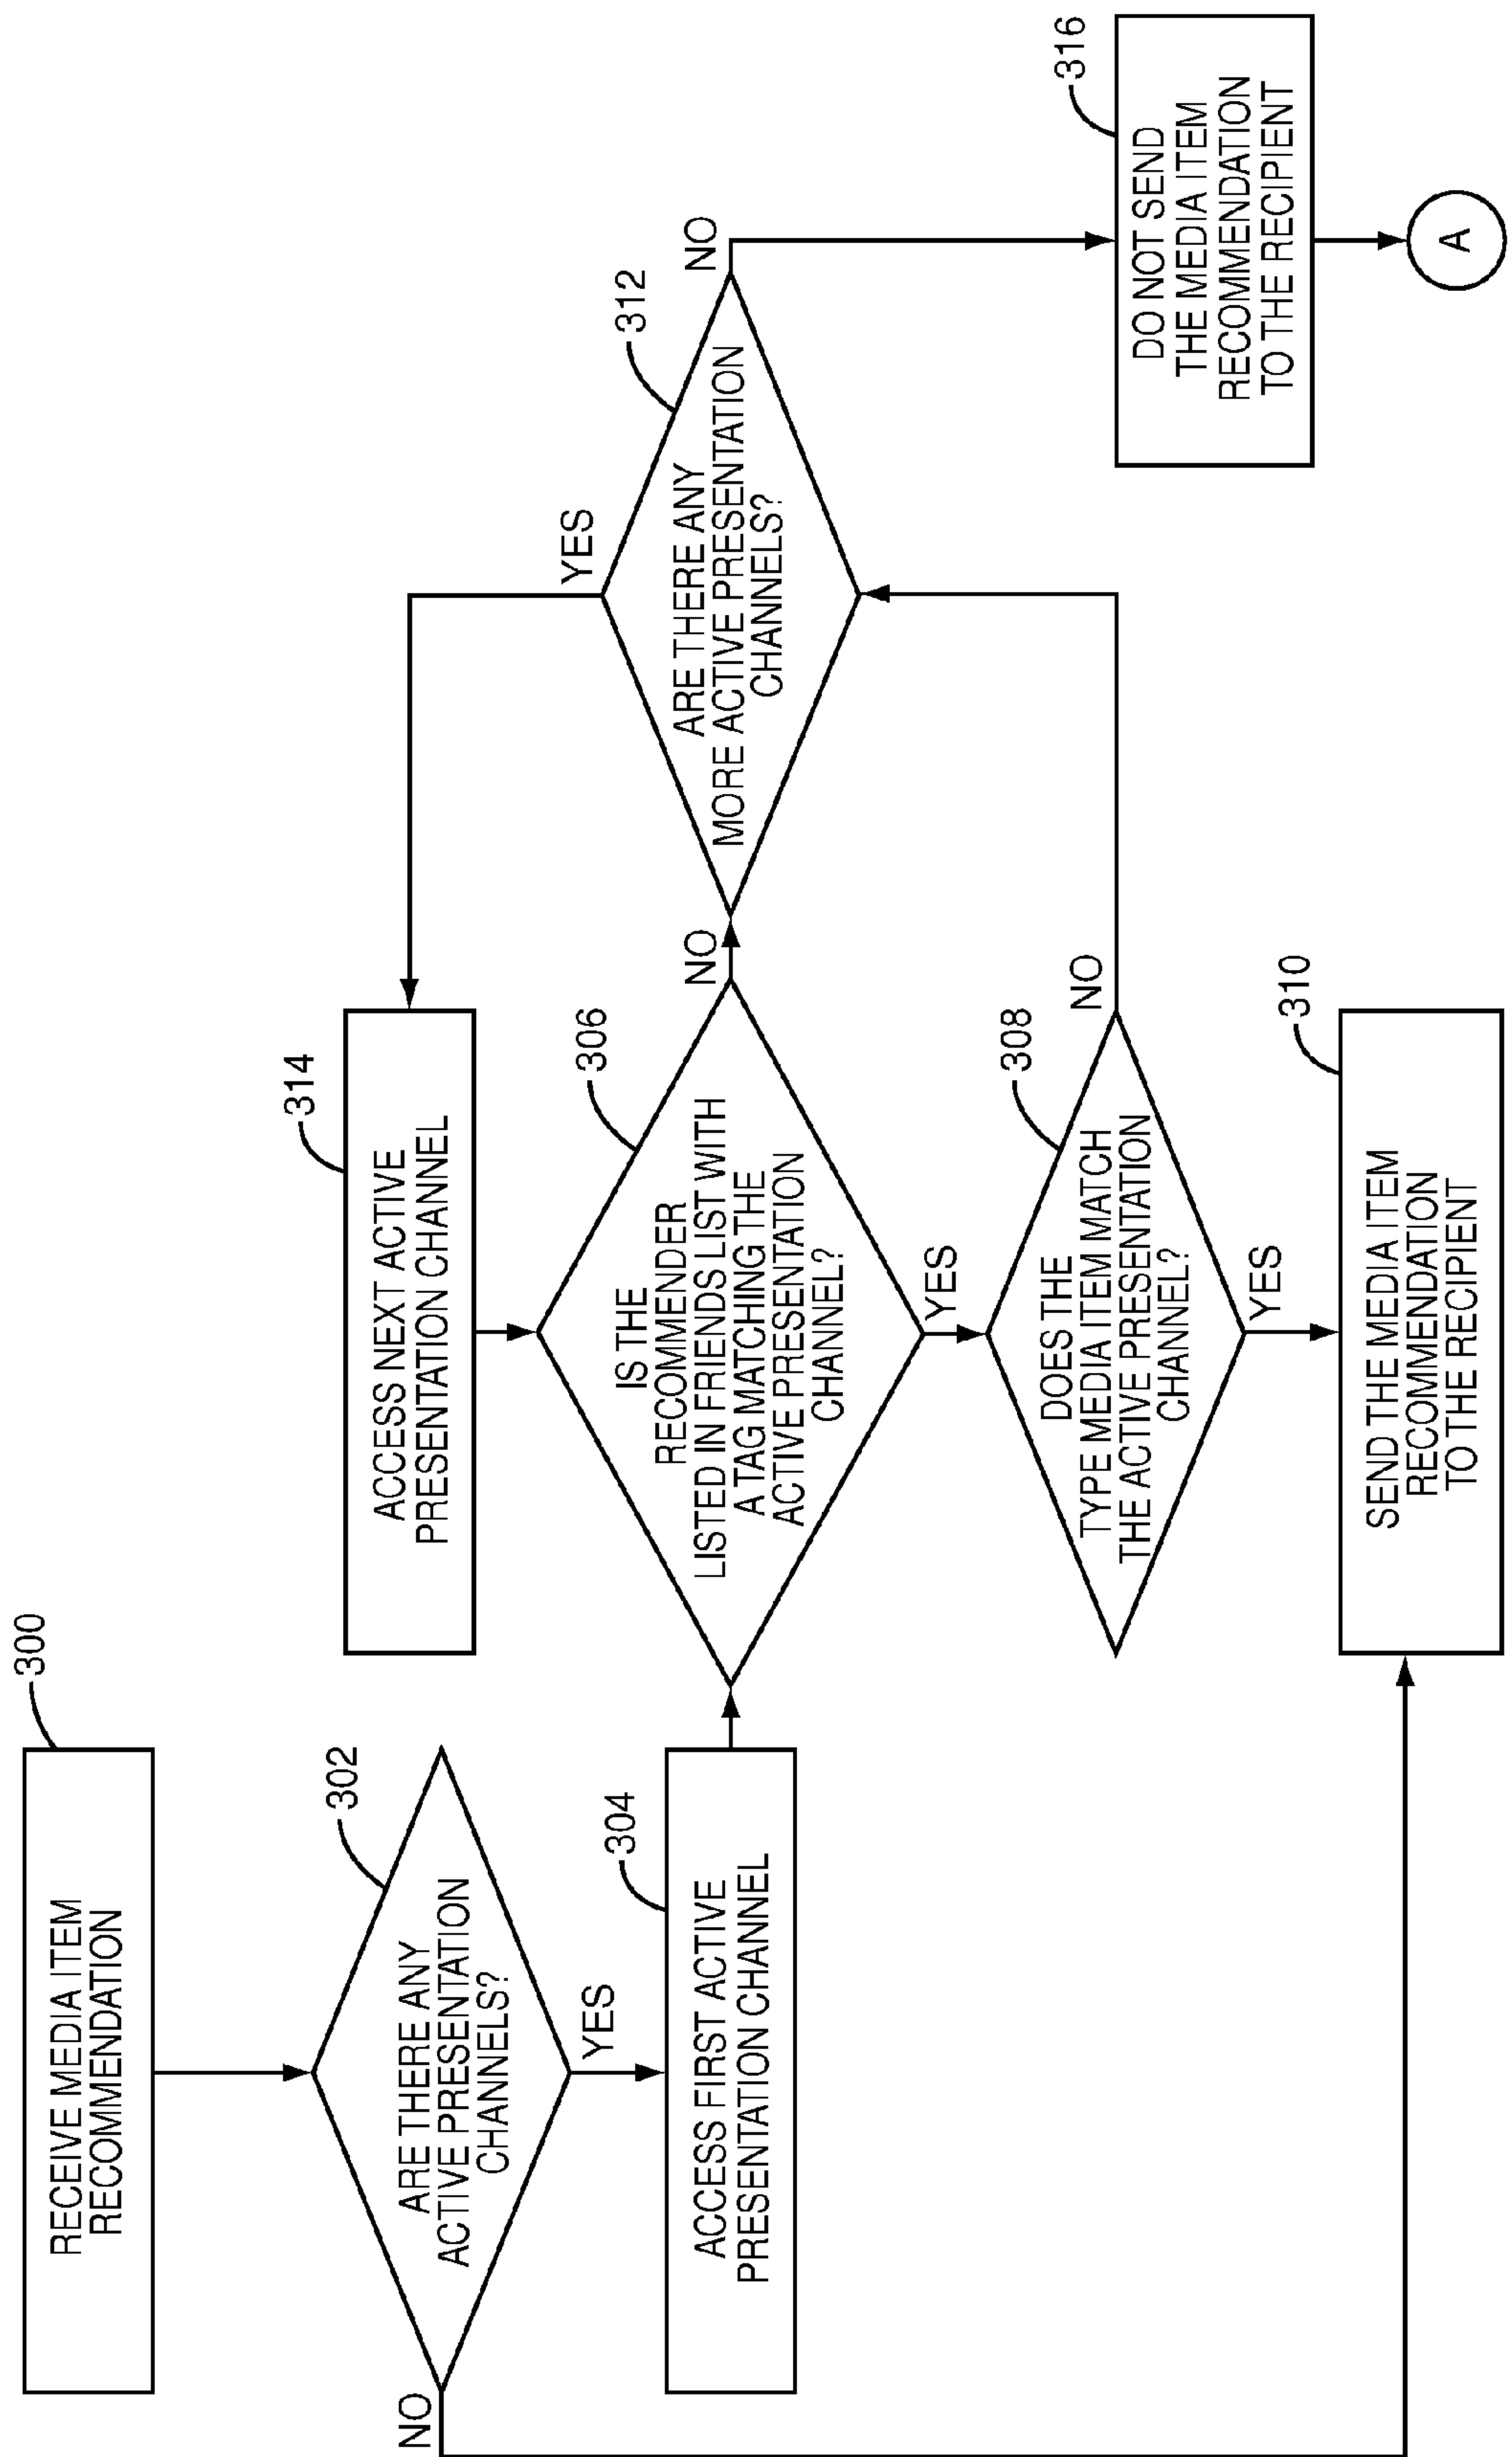 300
RECEIVE MEDIA ITEM
RECOMMENDATION
302
ARE THERE ANY
ACTIVE PRESENTATION
CHANNELS?
NO
YES
304
ACCESS FIRST ACTIVE
PRESENTATION CHANNEL
314
ACCESS NEXT ACTIVE
PRESENTATION CHANNEL
306
IS THE
RECOMMENDER
LISTED IN FRIENDS LIST WITH
A TAG MATCHING THE
ACTIVE PRESENTATION
CHANNEL?
NO
YES
308
DOES THE
TYPE MEDIA ITEM MATCH
THE ACTIVE PRESENTATION
CHANNEL?
NO
YES
310
SEND THE MEDIA ITEM
RECOMMENDATION
TO THE RECIPIENT
312
ARE THERE ANY
MORE ACTIVE PRESENTATION
CHANNELS?
YES
NO
316
DO NOT SEND
THE MEDIA ITEM
RECOMMENDATION
TO THE RECIPIENT
A